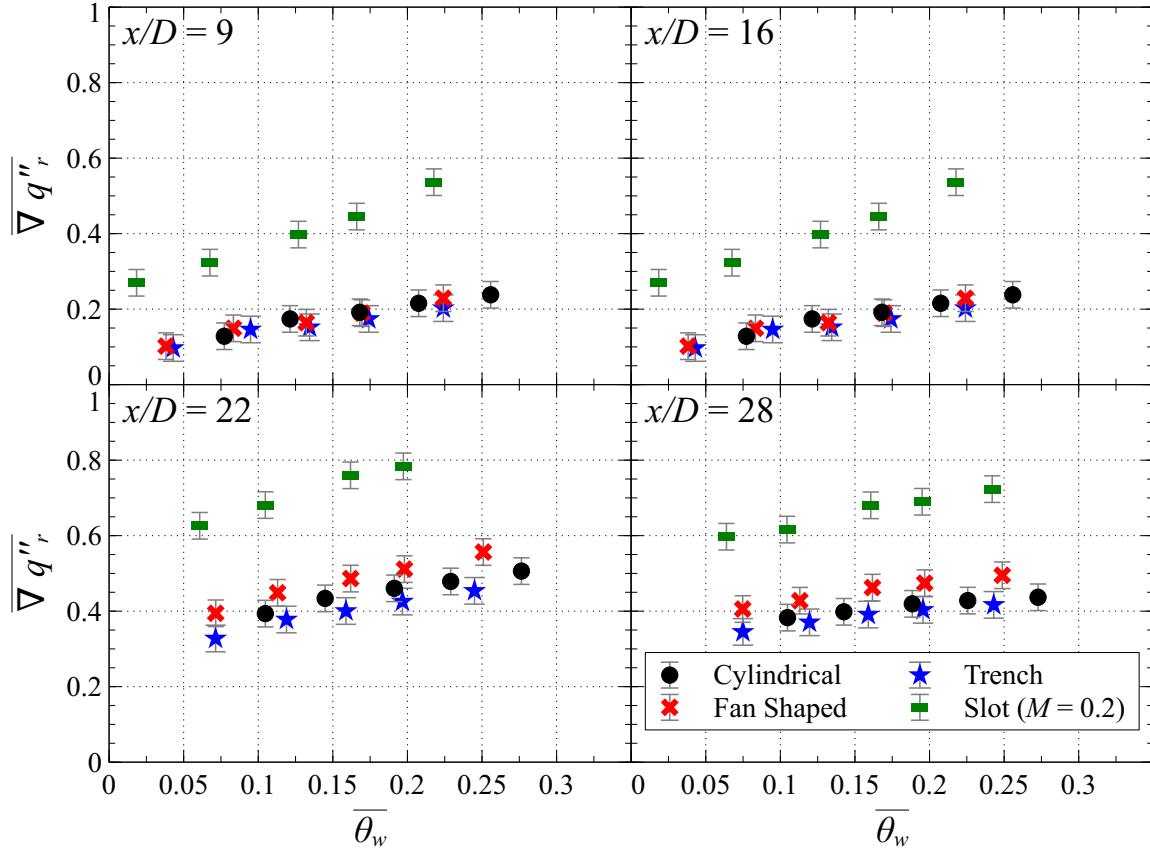 x/D = 9
x/D = 16
1
0.8
0.6
0.4
0.2
0
∇ q″r
x/D = 22
x/D = 28
1
0.8
0.6
0.4
0.2
0
∇ q″r
Cylindrical
Fan Shaped
Trench
Slot (M = 0.2)
0 0.05 0.1 0.15 0.2 0.25 0.3
0.05 0.1 0.15 0.2 0.25 0.3
θw
θw